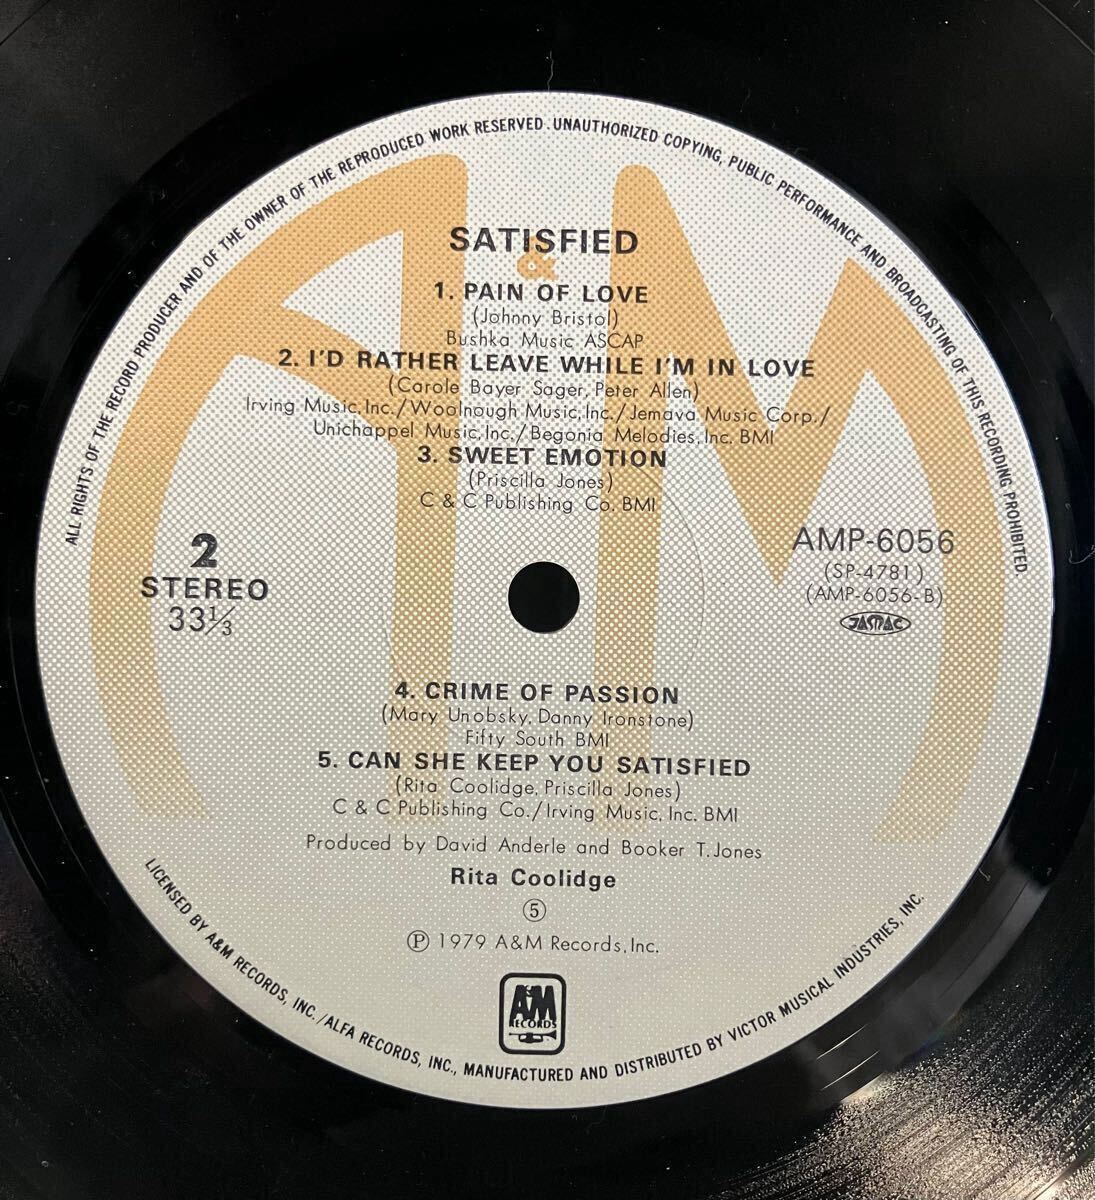 ALL RIGHTS OF THE RECORD PRODUCER AND OF THE OWNER OF THE REPRODUCED WORK RESERVED. UNAUTHORIZED COPYING, PUBLIC PERFORMANCE AND BROADCASTING OF THIS RECORDING PROHIBITED.
SATISFIED
&
1. PAIN OF LOVE
(Johnny Bristol)
Bushka Music ASCAP
2. I'D RATHER LEAVE WHILE I'M IN LOVE
(Carole Bayer Sager, Peter Allen)
Irving Music, Inc./Woolnough Music, Inc./Jemava Music Corp./
Unichappel Music, Inc./Begonia Melodies, Inc. BMI
3. SWEET EMOTION
(Priscilla Jones)
C & C Publishing Co. BMI
2
STEREO
33⅓
AMP-6056
(SP-4781)
(AMP-6056-B)
JASRAC
4. CRIME OF PASSION
(Mary Unobsky, Danny Ironstone)
Fifty South BMI
5. CAN SHE KEEP YOU SATISFIED
(Rita Coolidge, Priscilla Jones)
C & C Publishing Co./Irving Music, Inc. BMI
Produced by David Anderle and Booker T. Jones
Rita Coolidge
⑤
Ⓟ 1979 A&M Records, Inc.
A&M
RECORDS
LICENSED BY A&M RECORDS, INC./ALFA RECORDS, INC., MANUFACTURED AND DISTRIBUTED BY VICTOR MUSICAL INDUSTRIES, INC.